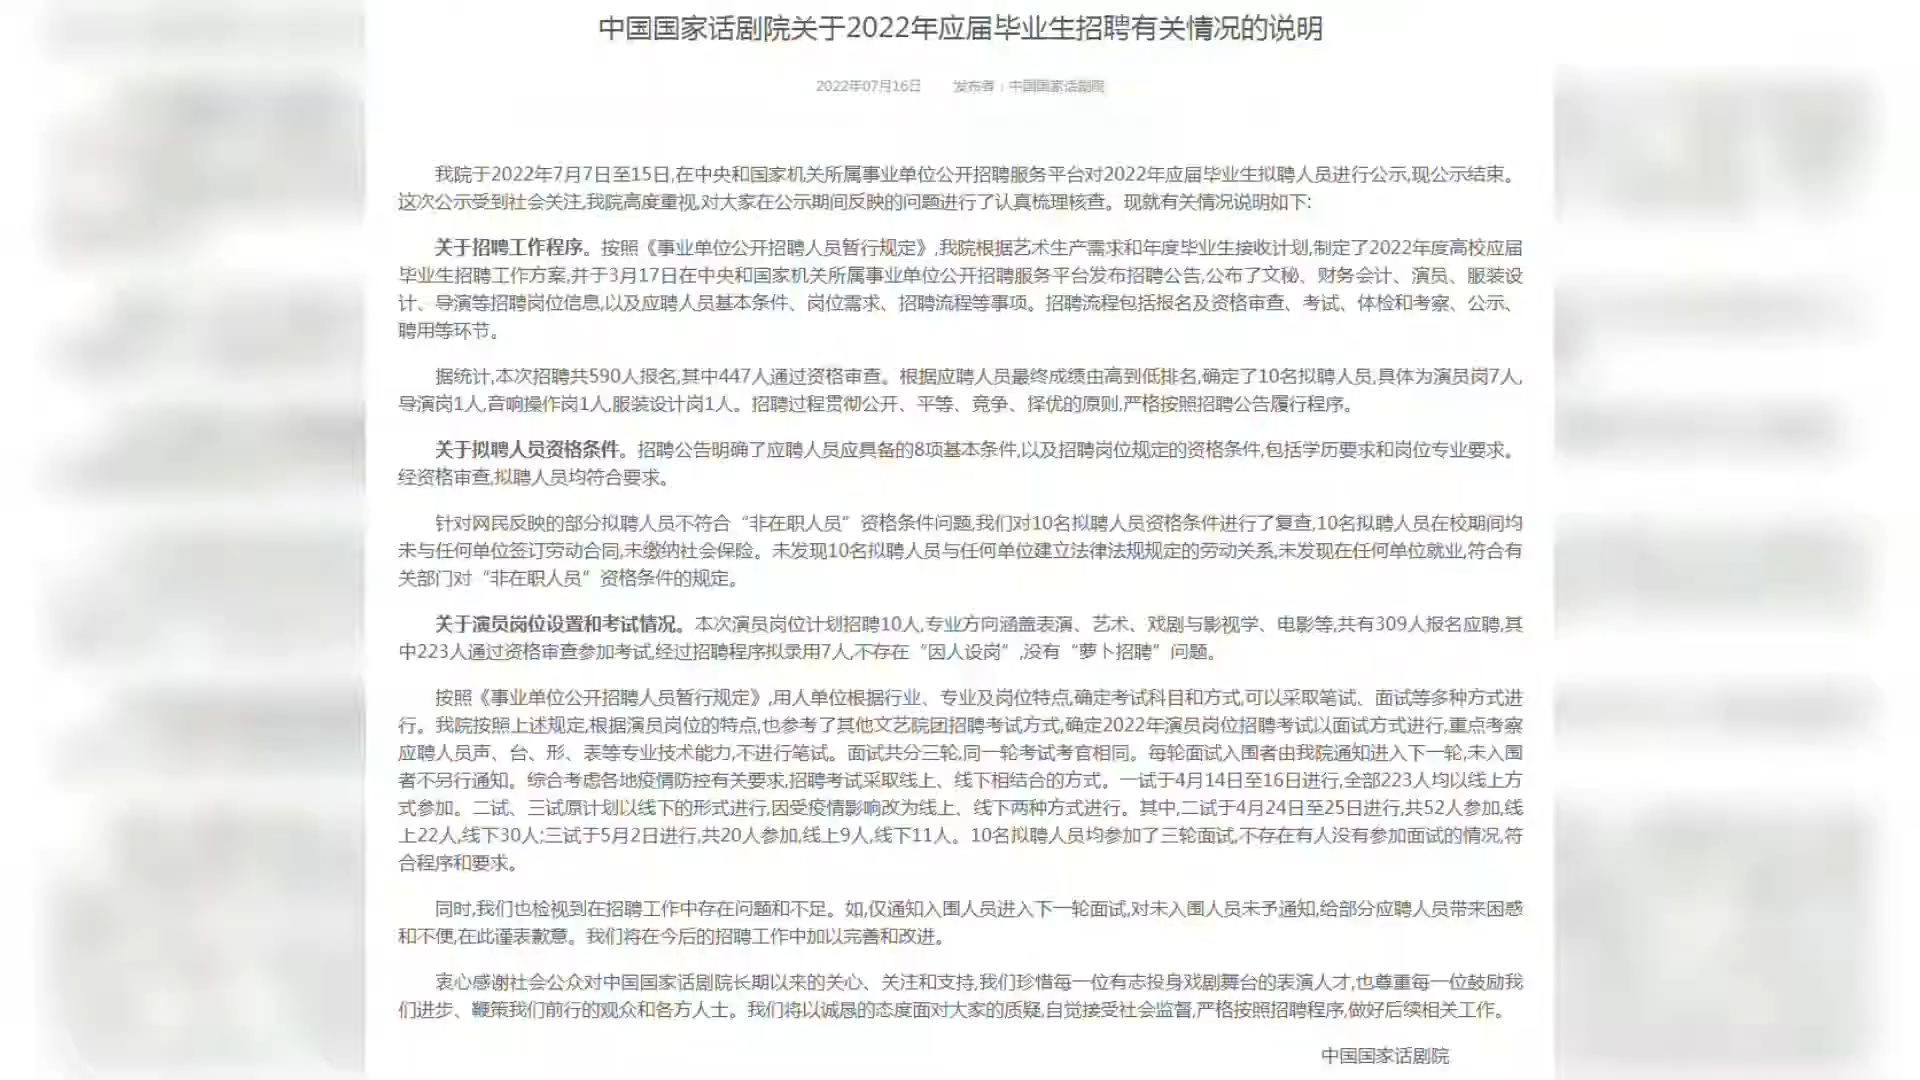 中国国家话剧院关于2022年应届毕业生招聘有关情况的说明
2022年07月16日 发布者：中国国家话剧院
我院于2022年7月7日至15日,在中央和国家机关所属事业单位公开招聘服务平台对2022年应届毕业生拟聘人员进行公示,现公示结束。
这次公示受到社会关注,我院高度重视,对大家在公示期间反映的问题进行了认真梳理核查。现就有关情况说明如下:
关于招聘工作程序。按照《事业单位公开招聘人员暂行规定》,我院根据艺术生产需求和年度毕业生接收计划,制定了2022年度高校应届
毕业生招聘工作方案,并于3月17日在中央和国家机关所属事业单位公开招聘服务平台发布招聘公告,公布了文秘、财务会计、演员、服装设
计、导演等招聘岗位信息,以及应聘人员基本条件、岗位需求、招聘流程等事项。招聘流程包括报名及资格审查、考试、体检和考察、公示、
聘用等环节。
据统计,本次招聘共590人报名,其中447人通过资格审查。根据应聘人员最终成绩由高到低排名,确定了10名拟聘人员,具体为演员岗7人,
导演岗1人,音响操作岗1人,服装设计岗1人。招聘过程贯彻公开、平等、竞争、择优的原则,严格按照招聘公告履行程序。
关于拟聘人员资格条件。招聘公告明确了应聘人员应具备的8项基本条件,以及招聘岗位规定的资格条件,包括学历要求和岗位专业要求。
经资格审查,拟聘人员均符合要求。
针对网民反映的部分拟聘人员不符合“非在职人员”资格条件问题,我们对10名拟聘人员资格条件进行了复查,10名拟聘人员在校期间均
未与任何单位签订劳动合同,未缴纳社会保险。未发现10名拟聘人员与任何单位建立法律法规规定的劳动关系,未发现在任何单位就业,符合有
关部门对“非在职人员”资格条件的规定。
关于演员岗位设置和考试情况。本次演员岗位计划招聘10人,专业方向涵盖表演、艺术、戏剧与影视学、电影等,共有309人报名应聘,其
中223人通过资格审查参加考试,经过招聘程序拟录用7人,不存在“因人设岗”,没有“萝卜招聘”问题。
按照《事业单位公开招聘人员暂行规定》,用人单位根据行业、专业及岗位特点,确定考试科目和方式,可以采取笔试、面试等多种方式进
行。我院按照上述规定,根据演员岗位的特点,也参考了其他文艺院团招聘考试方式,确定2022年演员岗位招聘考试以面试方式进行,重点考察
应聘人员声、台、形、表等专业技术能力,不进行笔试。面试共分三轮,同一轮考试考官相同。每轮面试入围者由我院通知进入下一轮,未入围
者不另行通知。综合考虑各地疫情防控有关要求,招聘考试采取线上、线下相结合的方式。一试于4月14日至16日进行,全部223人均以线上方
式参加。二试、三试原计划以线下的形式进行,因受疫情影响改为线上、线下两种方式进行。其中,二试于4月24日至25日进行,共52人参加,线
上22人,线下30人;三试于5月2日进行,共20人参加,线上9人,线下11人。10名拟聘人员均参加了三轮面试,不存在有人没有参加面试的情况,符
合程序和要求。
同时,我们也检视到在招聘工作中存在问题和不足。如,仅通知入围人员进入下一轮面试,对未入围人员未予通知,给部分应聘人员带来困惑
和不便,在此谨表歉意。我们将在今后的招聘工作中加以完善和改进。
衷心感谢社会公众对中国国家话剧院长期以来的关心、关注和支持,我们珍惜每一位有志投身戏剧舞台的表演人才,也尊重每一位鼓励我
们进步、鞭策我们前行的观众和各方人士。我们将以诚恳的态度面对大家的质疑,自觉接受社会监督,严格按照招聘程序,做好后续相关工作。
中国国家话剧院